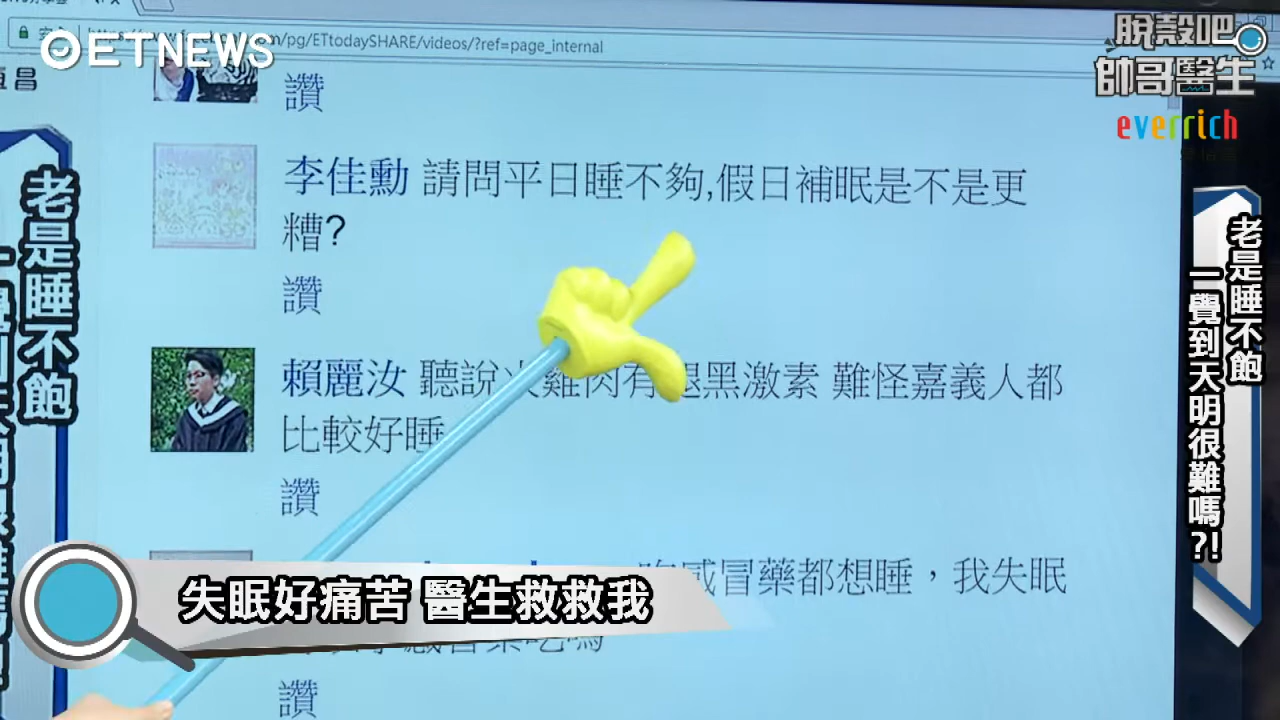 ETNEWS
om/pg/ETtodaySHARE/videos/?ref=page_internal
脫殼吧
帥哥醫生
everrich
昌
讚
李佳勳 請問平日睡不夠,假日補眠是不是更
糟?
讚
賴麗汝 聽說火雞肉有退黑激素 難怪嘉義人都
比較好睡
讚
感冒藥都想睡，我失眠
讚
老是睡不飽
老是睡不飽
一覺到天明很難嗎?!
失眠好痛苦 醫生救救我